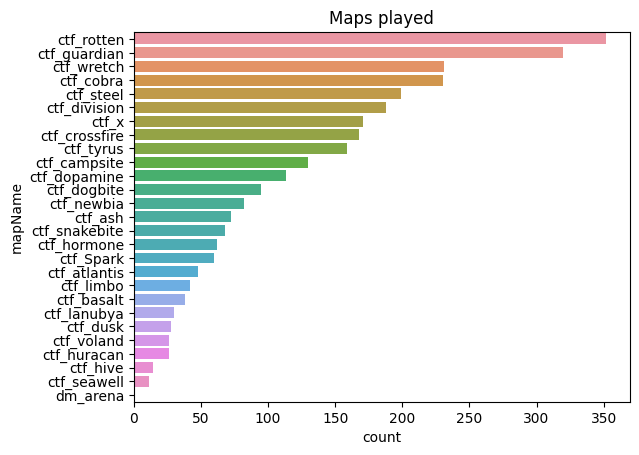 Maps played
mapName
ctf_rotten
ctf_guardian
ctf_wretch
ctf_cobra
ctf_steel
ctf_division
ctf_x
ctf_crossfire
ctf_tyrus
ctf_campsite
ctf_dopamine
ctf_dogbite
ctf_newbia
ctf_ash
ctf_snakebite
ctf_hormone
ctf_Spark
ctf_atlantis
ctf_limbo
ctf_basalt
ctf_lanubya
ctf_dusk
ctf_voland
ctf_huracan
ctf_hive
ctf_seawell
dm_arena
0 50 100 150 200 250 300 350
count